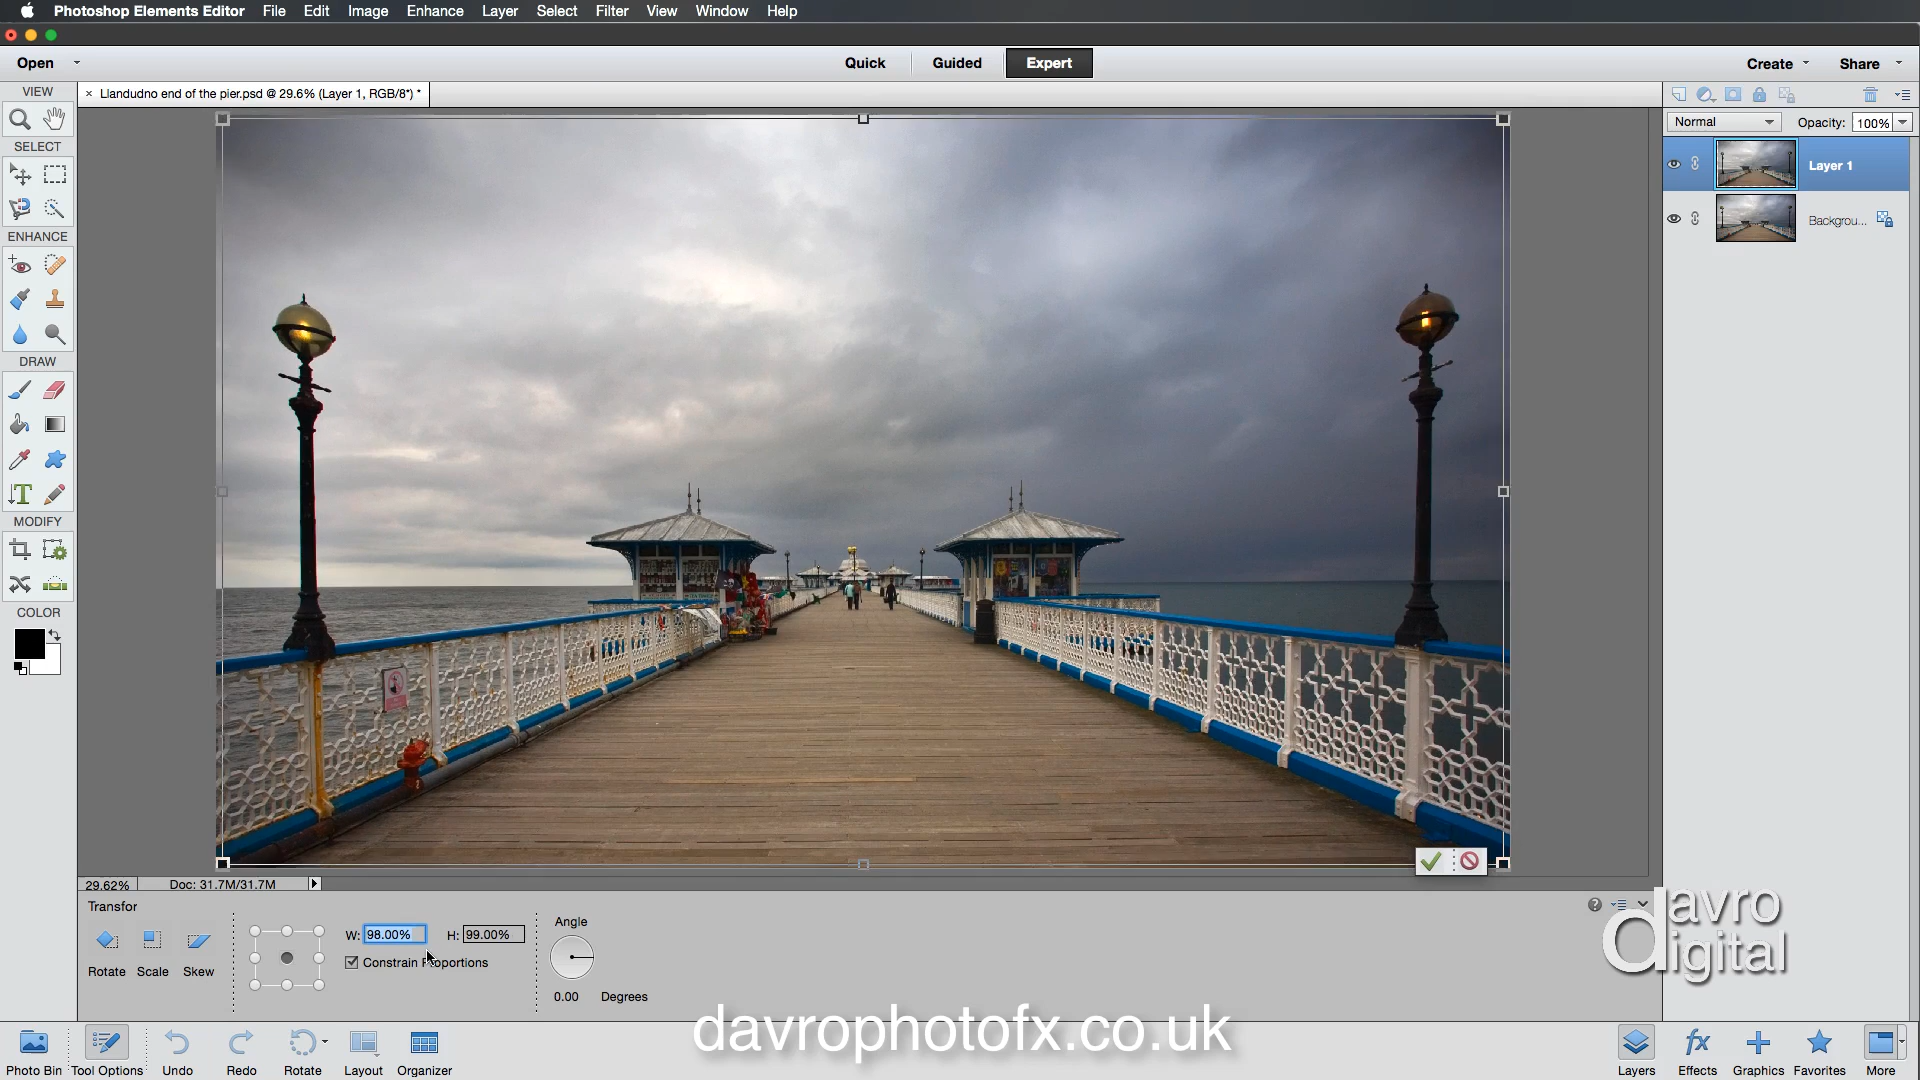 Photoshop Elements Editor File Edit Image Enhance Layer Select Filter View Window Help
Open Quick Guided Expert Create Share
VIEW
× Llandudno end of the pier.psd @ 29.6% (Layer 1, RGB/8*) *
Normal Opacity: 100%
SELECT
Layer 1
Backgrou...
ENHANCE
DRAW
T
MODIFY
COLOR
29.62% Doc: 31.7M/31.7M
Transfor
Rotate Scale Skew
W: 98.00% H: 99.00%
Constrain Proportions
Angle
0.00 Degrees
davro
digital
davrophotofx.co.uk
Photo Bin Tool Options Undo Redo Rotate Layout Organizer
fx
Layers Effects Graphics Favorites More